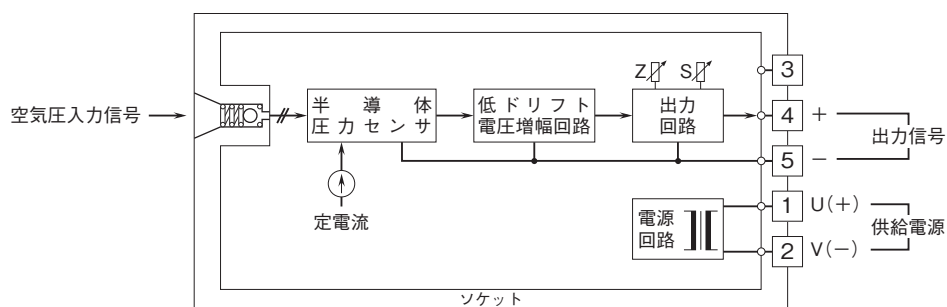 空気圧入力信号
半導体
圧力センサ
定電流
低ドリフト
電圧増幅回路
Z
S
出力
回路
3
4
+
5
−
出力信号
電源
回路
1
U(+)
2
V(−)
供給電源
ソケット